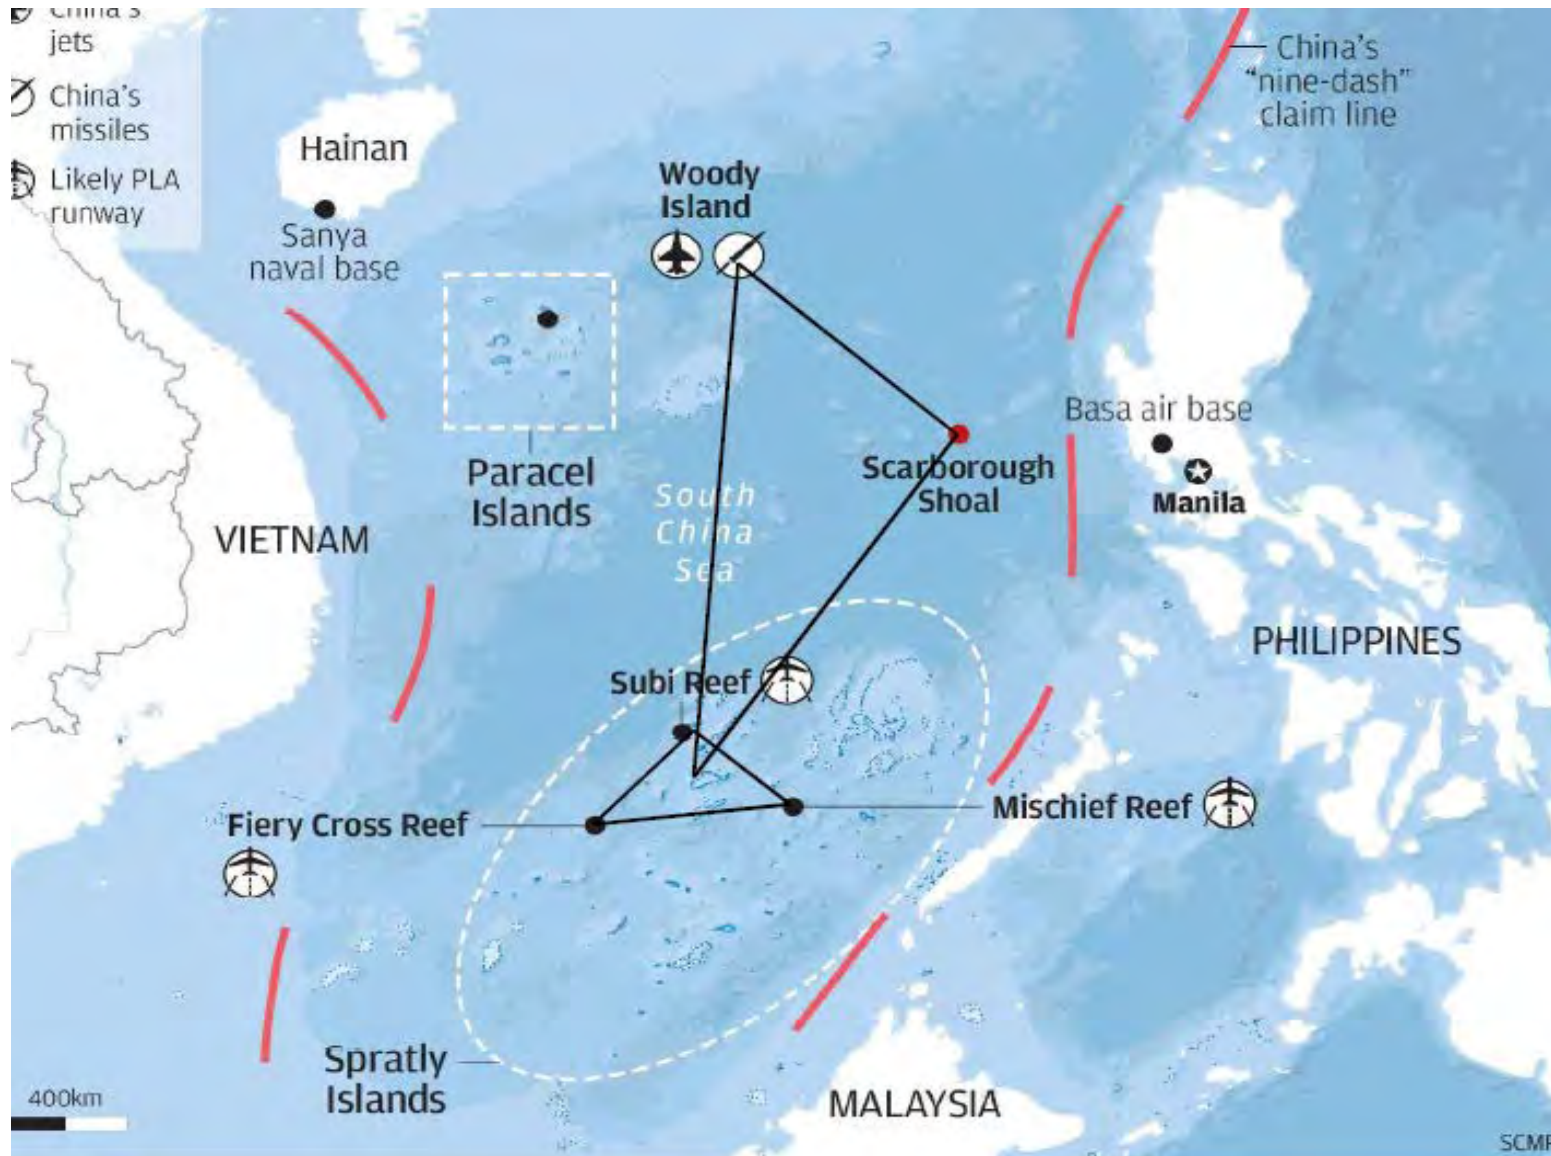 China's
jets
China's
missiles
Likely PLA
runway
Hainan
Sanya
naval base
Woody
Island
China's
"nine-dash"
claim line
Paracel
Islands
South
China
Sea
Scarborough
Shoal
Basa air base
Manila
VIETNAM
PHILIPPINES
Subi Reef
Fiery Cross Reef
Mischief Reef
Spratly
Islands
MALAYSIA
400km
SCMP